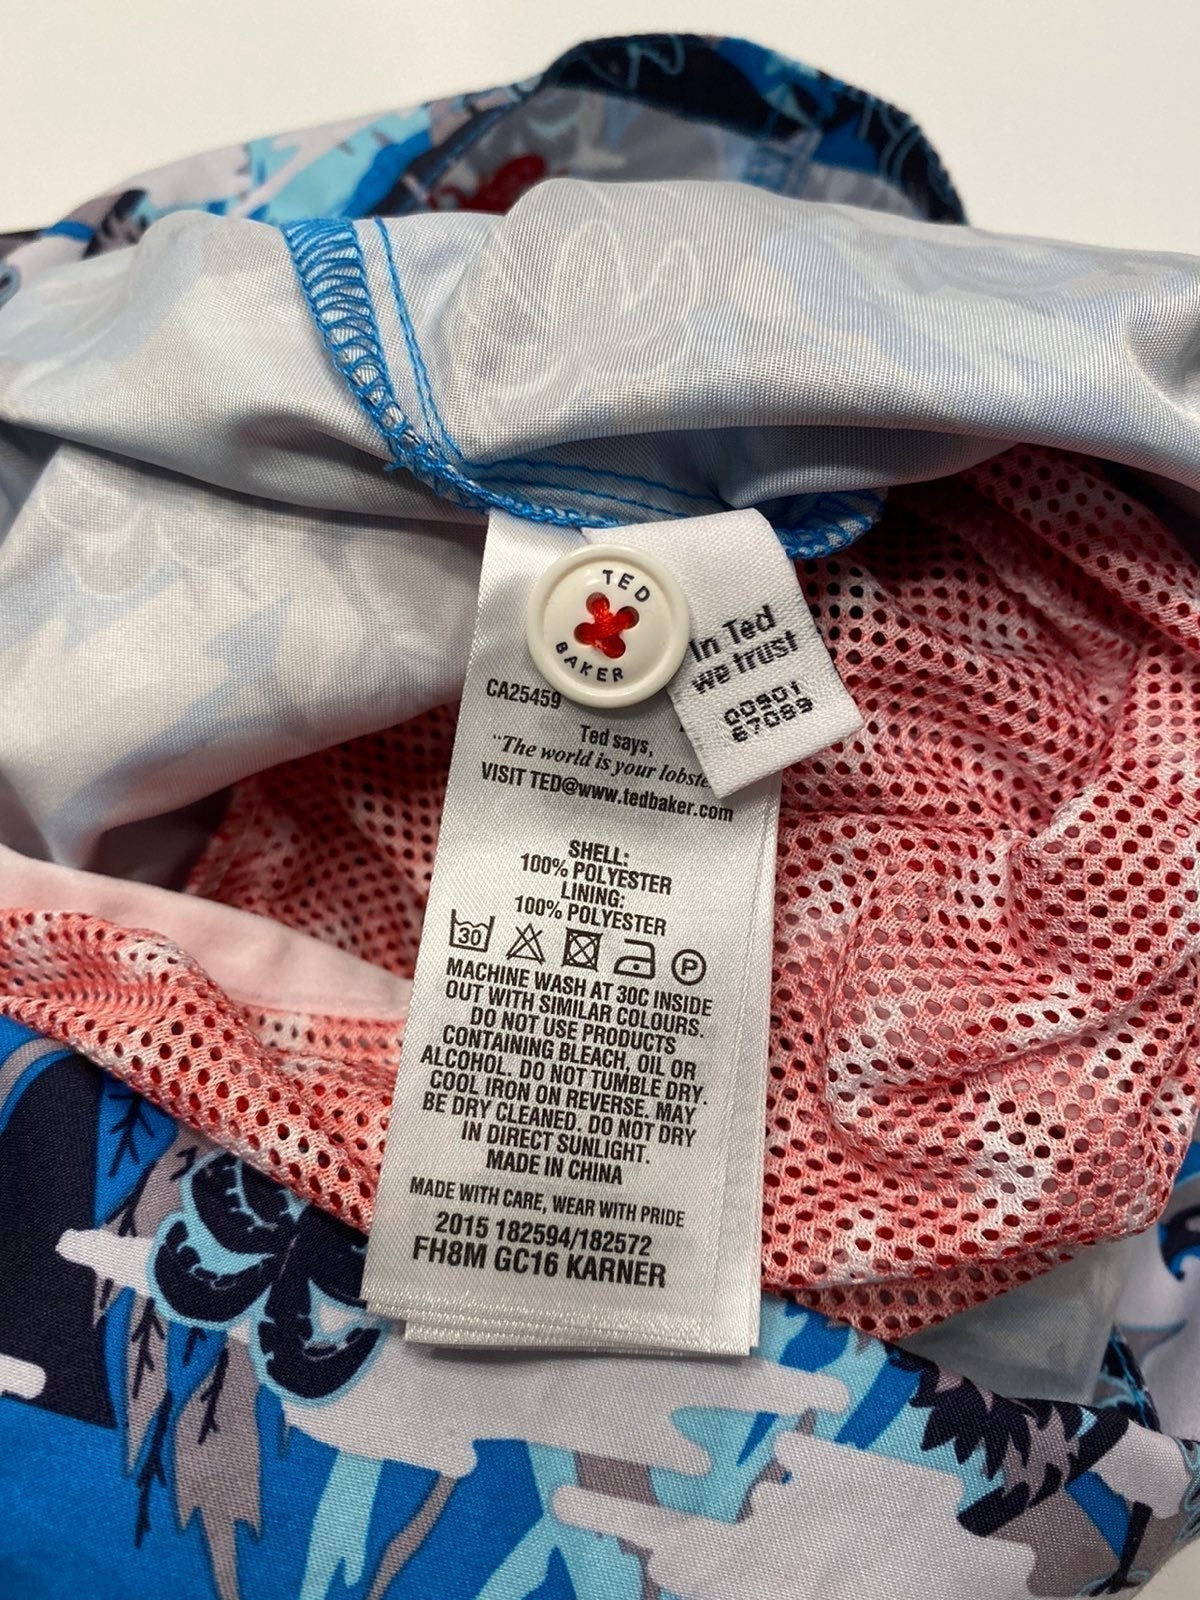 TED
BAKER
In Ted
we trust
00901
67089
CA25459
Ted says,
"The world is your
VISIT TED@www.tedbaker.com
SHELL:
100% POLYESTER
LINING:
100% POLYESTER
30
P
MACHINE WASH AT 30C INSIDE
OUT WITH SIMILAR COLOURS.
DO NOT USE PRODUCTS
CONTAINING BLEACH, OIL OR
ALCOHOL. DO NOT TUMBLE DRY.
COOL IRON ON REVERSE. MAY
BE DRY CLEANED. DO NOT DRY
IN DIRECT SUNLIGHT.
MADE IN CHINA
MADE WITH CARE, WEAR WITH PRIDE
2015 182594/182572
FH8M GC16 KARNER